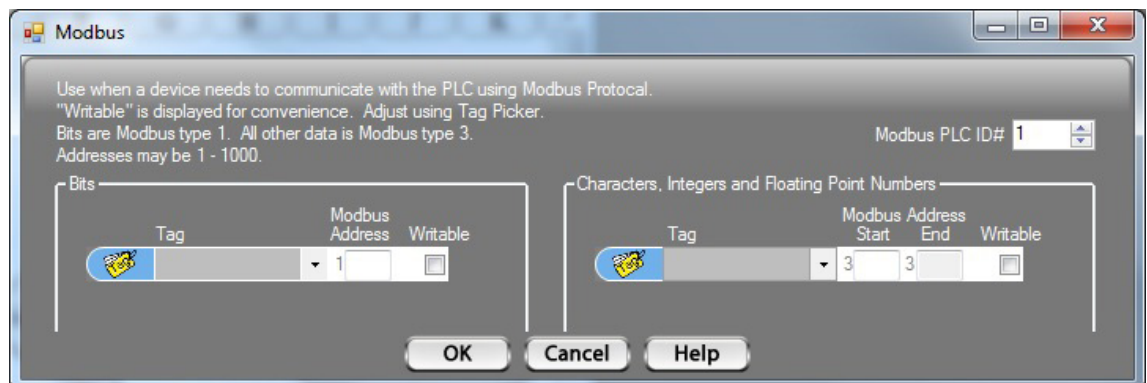 Modbus
Use when a device needs to communicate with the PLC using Modbus Protocal.
"Writable" is displayed for convenience. Adjust using Tag Picker.
Bits are Modbus type 1. All other data is Modbus type 3.
Addresses may be 1 - 1000.
Modbus PLC ID# 1
Bits
Tag Modbus Address Writable
1
Characters, Integers and Floating Point Numbers
Modbus Address
Tag Start End Writable
3 3
OK Cancel Help